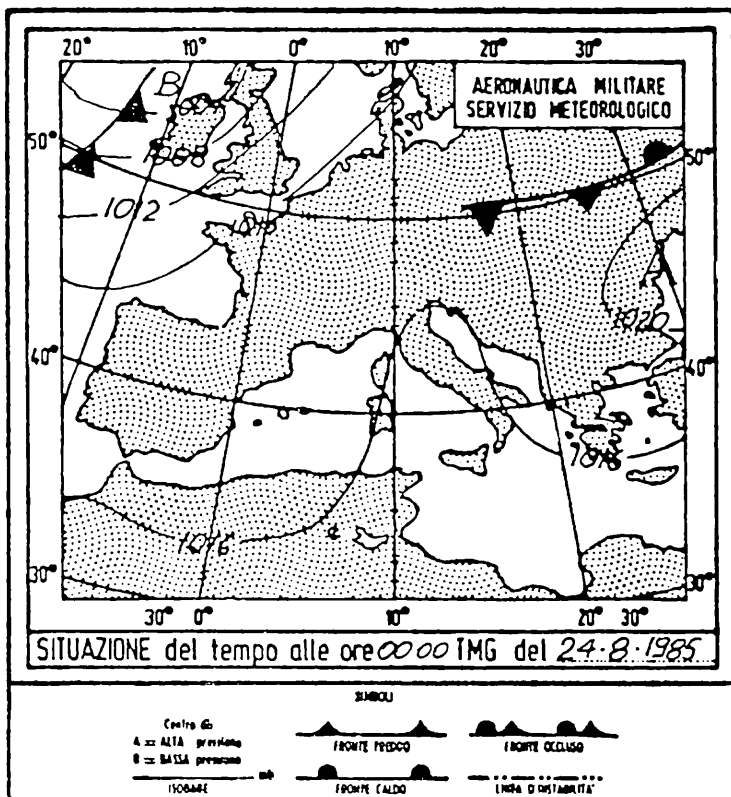 20° 10° 0° 10° 20° 30°
AERONAUTICA MILITARE
SERVIZIO METEOROLOGICO
B
50° 50°
1008
1012
1016
1020
40° 40°
1016
1016
30° 30°
30° 0° 10° 20° 30°
SITUAZIONE del tempo alle ore 0000 TMG del 24.8.1985
SIMBOLI
Centro di
A = ALTA pressione
B = BASSA pressione
ISOBARE mb
FRONTE FREDDO
FRONTE OCCLUSO
FRONTE CALDO
LINEA D'INSTABILITA'